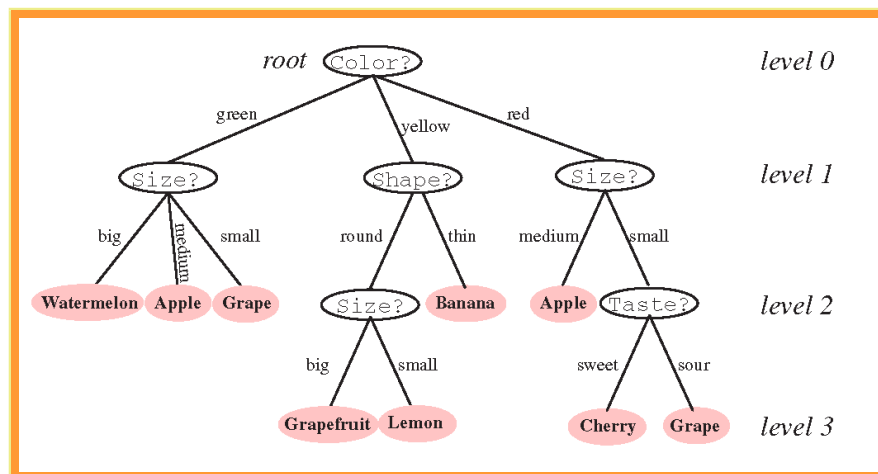 root Color? level 0
green yellow red
Size? Shape? Size? level 1
big medium small round thin medium small
Watermelon Apple Grape Size? Banana Apple Taste? level 2
big small sweet sour
Grapefruit Lemon Cherry Grape level 3